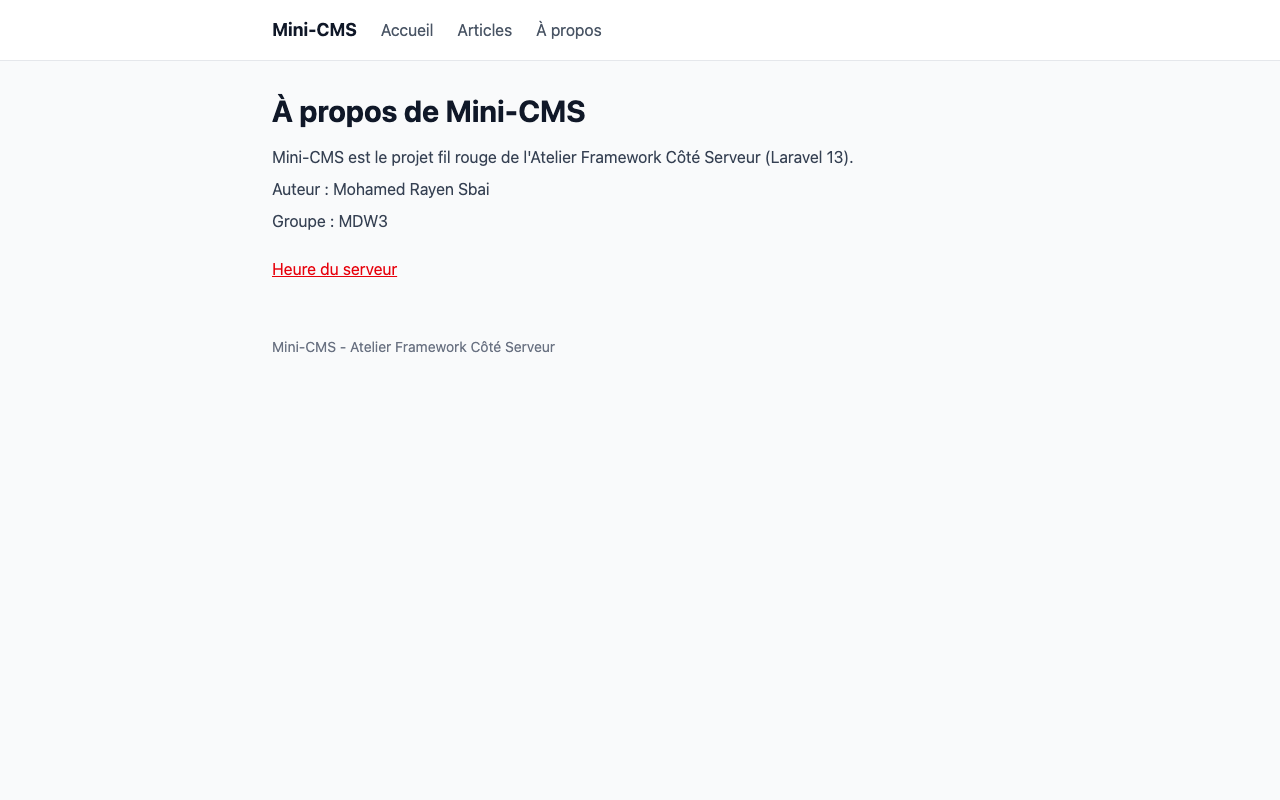 Mini-CMS Accueil Articles À propos
À propos de Mini-CMS
Mini-CMS est le projet fil rouge de l'Atelier Framework Côté Serveur (Laravel 13).
Auteur : Mohamed Rayen Sbai
Groupe : MDW3
Heure du serveur
Mini-CMS - Atelier Framework Côté Serveur